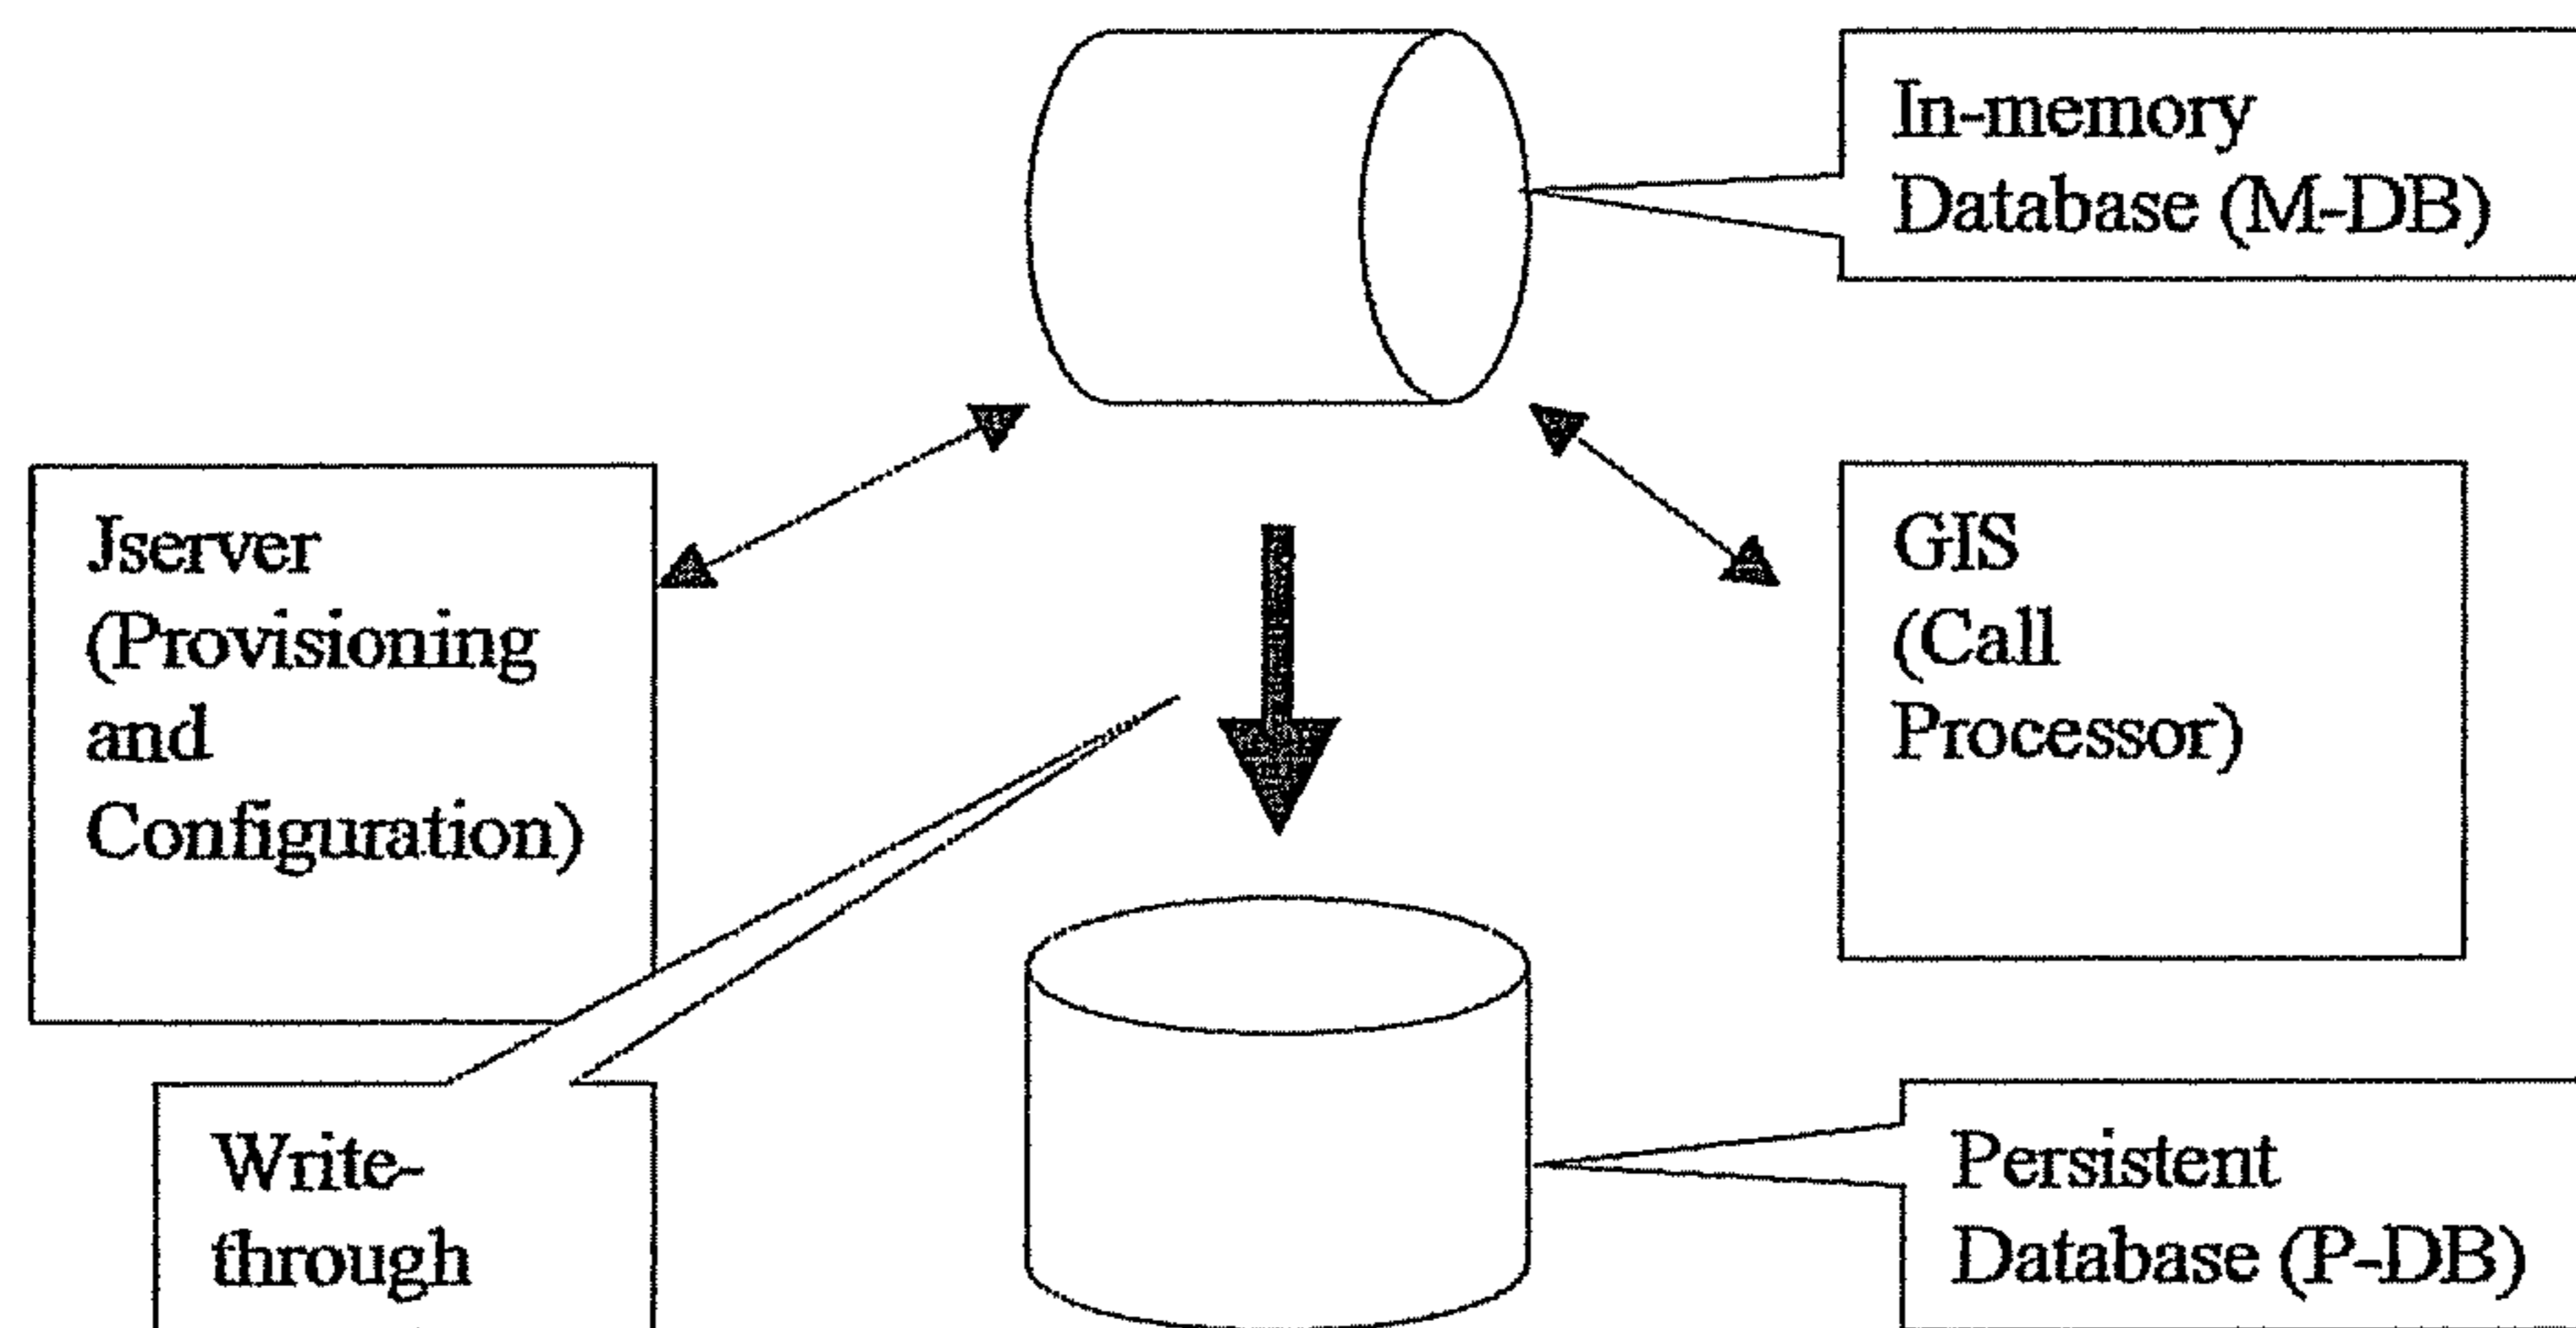 In-memory
Database (M-DB)
Jserver
(Provisioning
and
Configuration)
GIS
(Call
Processor)
Write-
through
Persistent
Database (P-DB)